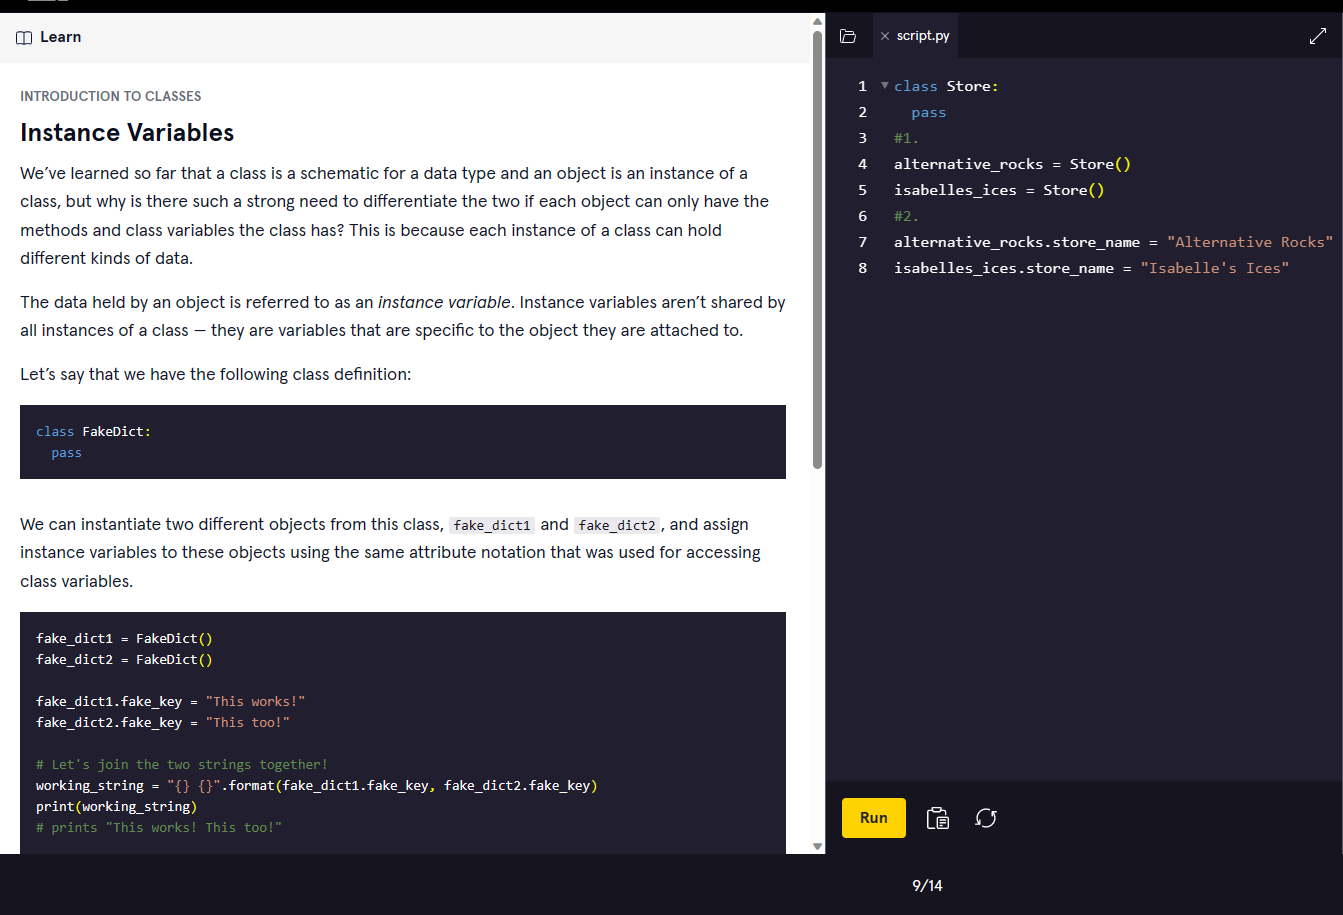 Learn
INTRODUCTION TO CLASSES
Instance Variables
We’ve learned so far that a class is a schematic for a data type and an object is an instance of a
class, but why is there such a strong need to differentiate the two if each object can only have the
methods and class variables the class has? This is because each instance of a class can hold
different kinds of data.
The data held by an object is referred to as an instance variable. Instance variables aren’t shared by
all instances of a class — they are variables that are specific to the object they are attached to.
Let’s say that we have the following class definition:
class FakeDict:
  pass
We can instantiate two different objects from this class, fake_dict1 and fake_dict2, and assign
instance variables to these objects using the same attribute notation that was used for accessing
class variables.
fake_dict1 = FakeDict()
fake_dict2 = FakeDict()
fake_dict1.fake_key = "This works!"
fake_dict2.fake_key = "This too!"
# Let's join the two strings together!
working_string = "{} {}".format(fake_dict1.fake_key, fake_dict2.fake_key)
print(working_string)
# prints "This works! This too!"
script.py
1 class Store:
2   pass
3 #1.
4 alternative_rocks = Store()
5 isabelles_ices = Store()
6 #2.
7 alternative_rocks.store_name = "Alternative Rocks"
8 isabelles_ices.store_name = "Isabelle's Ices"
Run
9/14